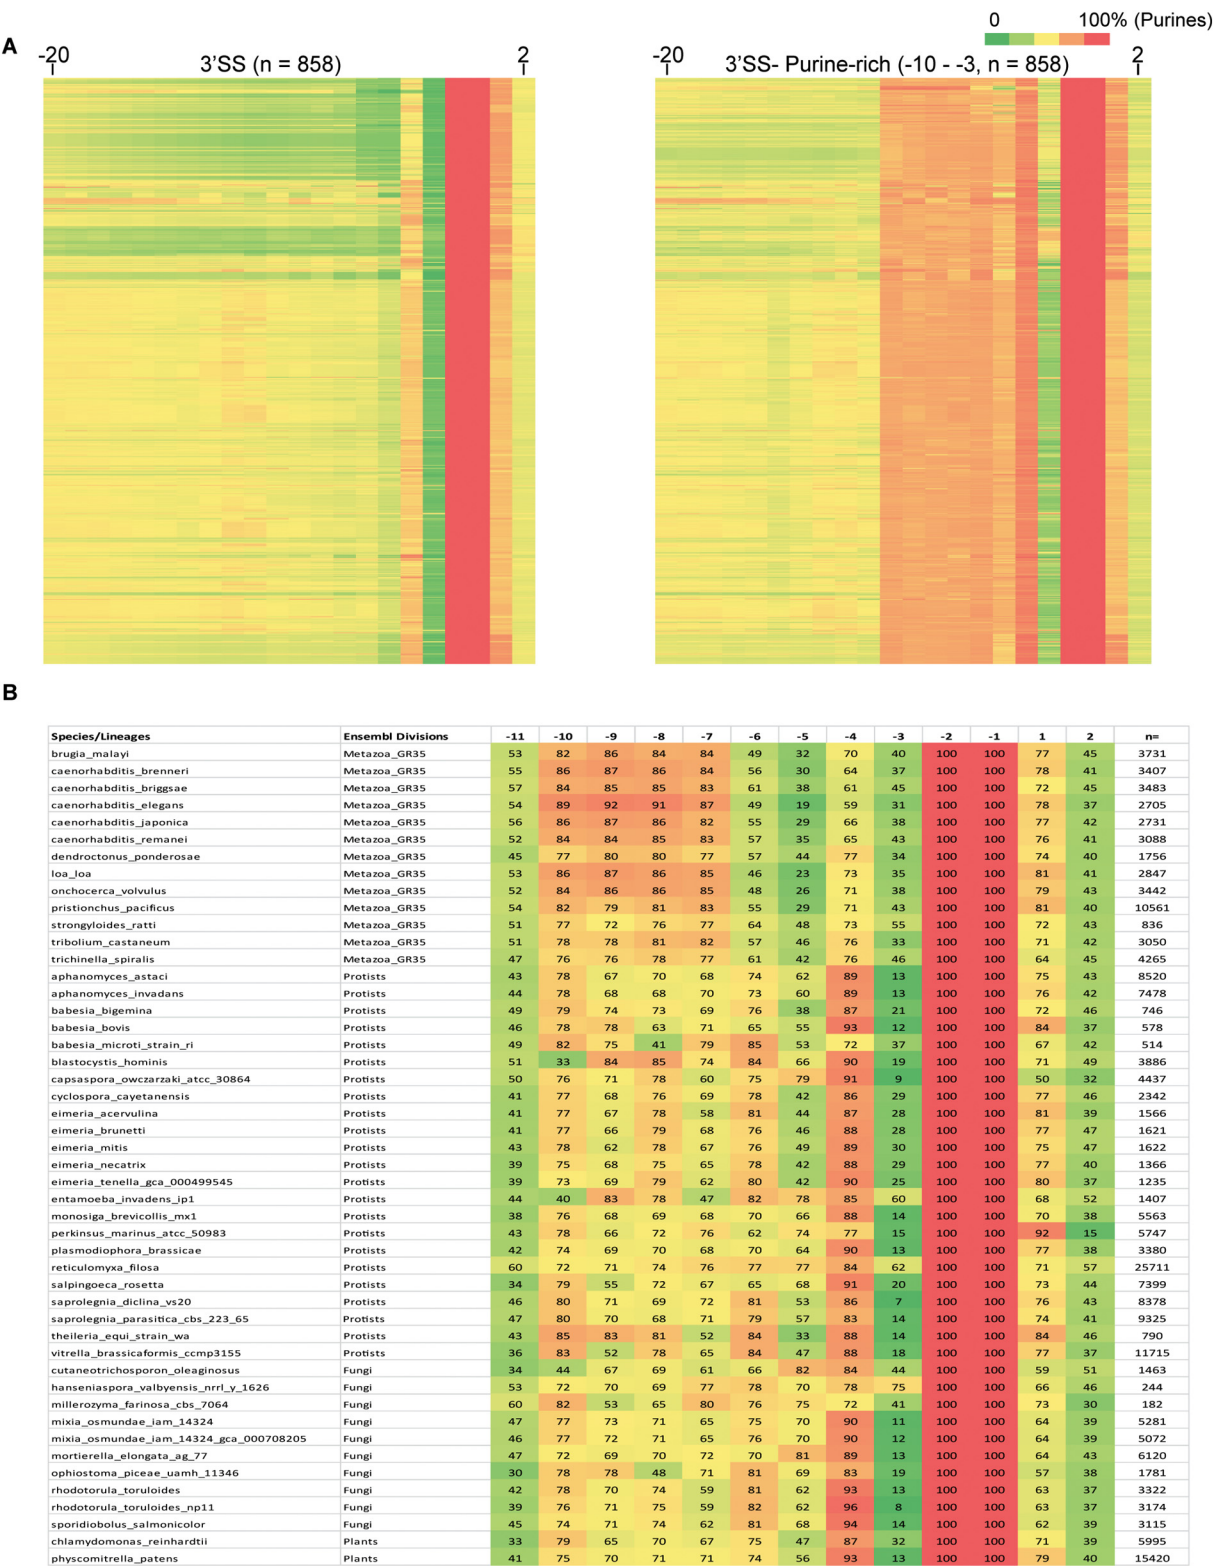 0 100% (Purines)
A
-20 3'SS (n = 858) 2
-20 3'SS- Purine-rich (-10 - -3, n = 858) 2
B
Species/Lineages Ensembl Divisions -11 -10 -9 -8 -7 -6 -5 -4 -3 -2 -1 1 2 n=
brugia_malayi Metazoa_GR35 53 82 86 84 84 49 32 70 40 100 100 77 45 3731
caenorhabditis_brenneri Metazoa_GR35 55 86 87 86 84 56 30 64 37 100 100 78 41 3407
caenorhabditis_briggsae Metazoa_GR35 57 84 85 85 83 61 38 61 45 100 100 72 45 3483
caenorhabditis_elegans Metazoa_GR35 54 89 92 91 87 49 19 59 31 100 100 78 37 2705
caenorhabditis_japonica Metazoa_GR35 56 86 87 86 82 55 29 66 38 100 100 77 42 2731
caenorhabditis_remanei Metazoa_GR35 52 84 84 85 83 57 35 65 43 100 100 76 41 3088
dendroctonus_ponderosae Metazoa_GR35 45 77 80 80 77 57 44 77 34 100 100 74 40 1756
loa_loa Metazoa_GR35 53 86 87 86 85 46 23 73 35 100 100 81 41 2847
onchocerca_volvulus Metazoa_GR35 52 84 86 86 85 48 26 71 38 100 100 79 43 3442
pristionchus_pacificus Metazoa_GR35 54 82 79 81 83 55 29 71 43 100 100 81 40 10561
strongyloides_ratti Metazoa_GR35 51 77 72 76 77 64 48 73 55 100 100 72 43 836
tribolium_castaneum Metazoa_GR35 51 78 78 81 82 57 46 76 33 100 100 71 42 3050
trichinella_spiralis Metazoa_GR35 47 76 76 78 77 61 42 76 46 100 100 64 45 4265
aphanomyces_astaci Protists 43 78 67 70 68 74 62 89 13 100 100 75 43 8520
aphanomyces_invadans Protists 44 78 68 68 70 73 60 89 13 100 100 76 42 7478
babesia_bigemina Protists 49 79 74 73 69 76 38 87 21 100 100 72 46 746
babesia_bovis Protists 46 78 78 63 71 65 55 93 12 100 100 84 37 578
babesia_microti_strain_ri Protists 49 82 75 41 79 85 53 72 37 100 100 67 42 514
blastocystis_hominis Protists 51 33 84 85 74 84 66 90 19 100 100 71 49 3886
capsaspora_owczarzaki_atcc_30864 Protists 50 76 71 78 60 75 79 91 9 100 100 50 32 4437
cyclospora_cayetanensis Protists 41 77 68 76 69 78 42 86 29 100 100 77 46 2342
eimeria_acervulina Protists 41 77 67 78 58 81 44 87 28 100 100 81 39 1566
eimeria_brunetti Protists 41 77 66 79 68 76 46 88 28 100 100 77 47 1621
eimeria_mitis Protists 43 78 62 78 67 76 49 89 30 100 100 75 47 1622
eimeria_necatrix Protists 39 75 68 75 65 78 42 88 29 100 100 77 40 1366
eimeria_tenella_gca_000499545 Protists 39 73 69 79 62 80 42 90 25 100 100 80 37 1235
entamoeba_invadens_ip1 Protists 44 40 83 78 47 82 78 85 60 100 100 68 52 1407
monosiga_brevicollis_mx1 Protists 38 76 68 69 68 70 66 88 14 100 100 70 38 5563
perkinsus_marinus_atcc_50983 Protists 43 78 66 72 76 62 74 77 15 100 100 92 15 5747
plasmodiophora_brassicae Protists 42 74 69 70 68 70 64 90 13 100 100 77 38 3380
reticulomyxa_filosa Protists 60 72 71 74 76 77 77 84 62 100 100 71 57 25711
salpingoeca_rosetta Protists 34 79 55 72 67 65 68 91 20 100 100 73 44 7399
saprolegnia_diclina_vs20 Protists 46 80 71 69 72 81 53 86 7 100 100 76 43 8378
saprolegnia_parasitica_cbs_223_65 Protists 47 80 70 68 71 79 57 83 14 100 100 74 41 9325
theileria_equi_strain_wa Protists 43 85 83 81 52 84 33 88 14 100 100 84 46 790
vitrella_brassicaformis_ccmp3155 Protists 36 83 52 78 65 84 47 88 18 100 100 77 37 11715
cutaneotrichosporon_oleaginosus Fungi 34 44 67 69 61 66 82 84 44 100 100 59 51 1463
hanseniaspora_valbyensis_nrrl_y_1626 Fungi 53 72 70 69 77 78 70 78 75 100 100 66 46 244
millerozyma_farinosa_cbs_7064 Fungi 60 82 53 65 80 76 75 72 41 100 100 73 30 182
mixia_osmundae_iam_14324 Fungi 47 77 73 71 65 75 70 90 11 100 100 64 39 5281
mixia_osmundae_iam_14324_gca_000708205 Fungi 46 77 72 71 65 76 70 90 12 100 100 64 39 5072
mortierella_elongata_ag_77 Fungi 47 72 69 70 72 70 81 89 13 100 100 64 43 6120
ophiostoma_piceae_uamh_11346 Fungi 30 78 78 48 71 81 69 83 19 100 100 57 38 1781
rhodotorula_toruloides Fungi 42 78 70 74 59 81 62 93 13 100 100 63 37 3322
rhodotorula_toruloides_np11 Fungi 39 76 71 75 59 82 62 96 8 100 100 63 37 3174
sporidiobolus_salmonicolor Fungi 45 74 71 74 62 81 68 94 14 100 100 62 39 3115
chlamydomonas_reinhardtii Plants 33 79 65 70 67 75 47 87 32 100 100 71 39 5995
physcomitrella_patens Plants 41 75 70 71 71 74 56 93 13 100 100 79 40 15420